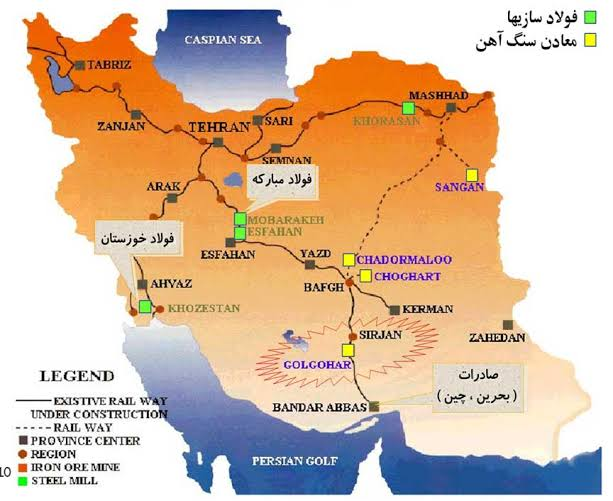 فولاد سازیها
معادن سنگ آهن
CASPIAN SEA
TABRIZ
MASHHAD
ZANJAN
SARI
KHORASAN
TEHRAN
SEMNAN
SANGAN
فولاد مبارکه
ARAK
MOBARAKEH
ESFAHAN
فولاد خوزستان
ESFAHAN
YAZD
CHADORMALOO
CHOGHART
AHVAZ
BAFGH
KHOZESTAN
KERMAN
SIRJAN
ZAHEDAN
GOLGOHAR
صادرات
( بحرین ، چین )
BANDAR ABBAS
LEGEND
EXISTIVE RAIL WAY
UNDER CONSTRUCTION
RAIL WAY
PROVINCE CENTER
REGION
IRON ORE MINE
STEEL MILL
PERSIAN GOLF
10